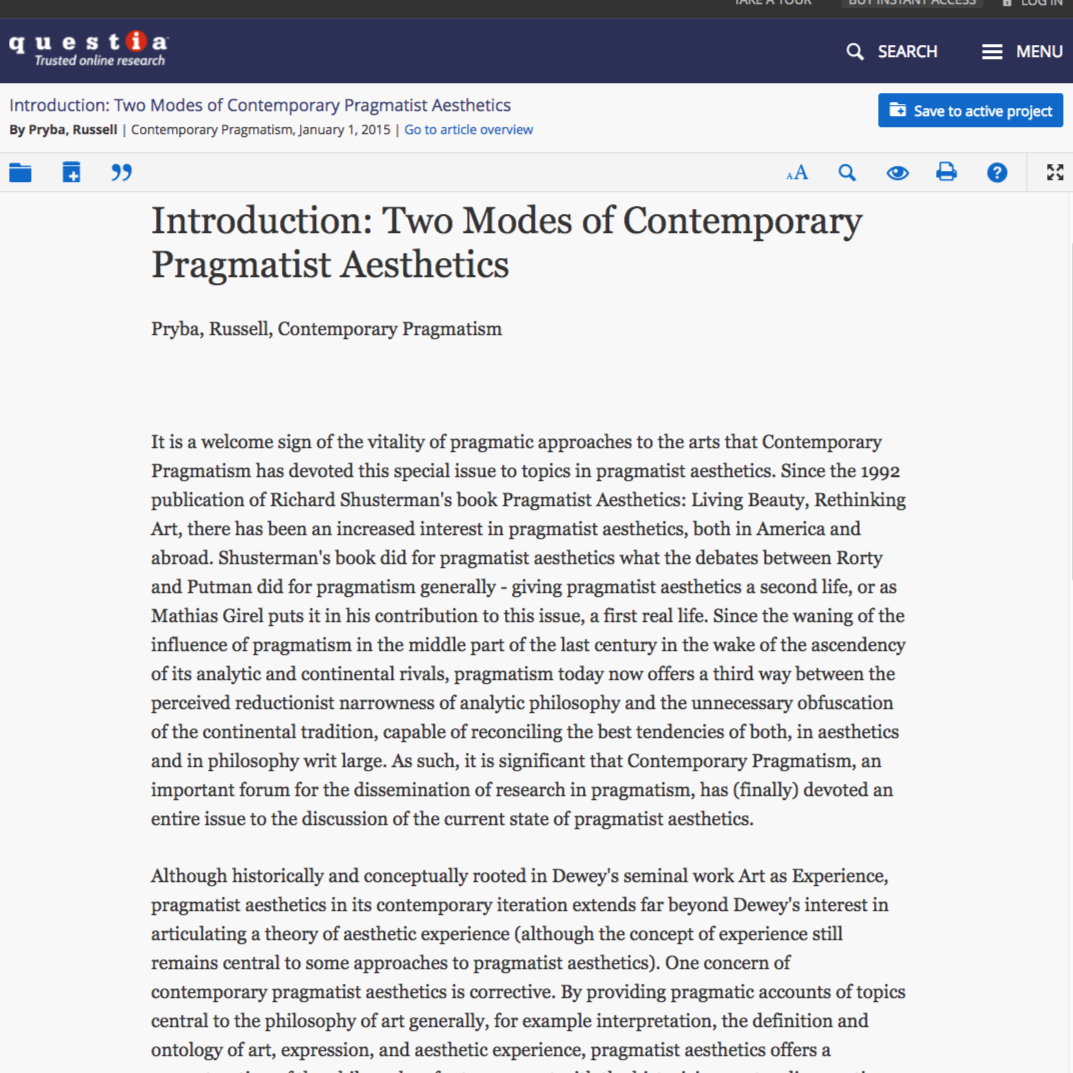 TAKE A TOUR BUY INSTANT ACCESS LOG IN
questia
Trusted online research
SEARCH MENU
Introduction: Two Modes of Contemporary Pragmatist Aesthetics
By Pryba, Russell | Contemporary Pragmatism, January 1, 2015 | Go to article overview
Save to active project
AA
Introduction: Two Modes of Contemporary
Pragmatist Aesthetics
Pryba, Russell, Contemporary Pragmatism
It is a welcome sign of the vitality of pragmatic approaches to the arts that Contemporary
Pragmatism has devoted this special issue to topics in pragmatist aesthetics. Since the 1992
publication of Richard Shusterman's book Pragmatist Aesthetics: Living Beauty, Rethinking
Art, there has been an increased interest in pragmatist aesthetics, both in America and
abroad. Shusterman's book did for pragmatist aesthetics what the debates between Rorty
and Putman did for pragmatism generally - giving pragmatist aesthetics a second life, or as
Mathias Girel puts it in his contribution to this issue, a first real life. Since the waning of the
influence of pragmatism in the middle part of the last century in the wake of the ascendency
of its analytic and continental rivals, pragmatism today now offers a third way between the
perceived reductionist narrowness of analytic philosophy and the unnecessary obfuscation
of the continental tradition, capable of reconciling the best tendencies of both, in aesthetics
and in philosophy writ large. As such, it is significant that Contemporary Pragmatism, an
important forum for the dissemination of research in pragmatism, has (finally) devoted an
entire issue to the discussion of the current state of pragmatist aesthetics.
Although historically and conceptually rooted in Dewey's seminal work Art as Experience,
pragmatist aesthetics in its contemporary iteration extends far beyond Dewey's interest in
articulating a theory of aesthetic experience (although the concept of experience still
remains central to some approaches to pragmatist aesthetics). One concern of
contemporary pragmatist aesthetics is corrective. By providing pragmatic accounts of topics
central to the philosophy of art generally, for example interpretation, the definition and
ontology of art, expression, and aesthetic experience, pragmatist aesthetics offers a